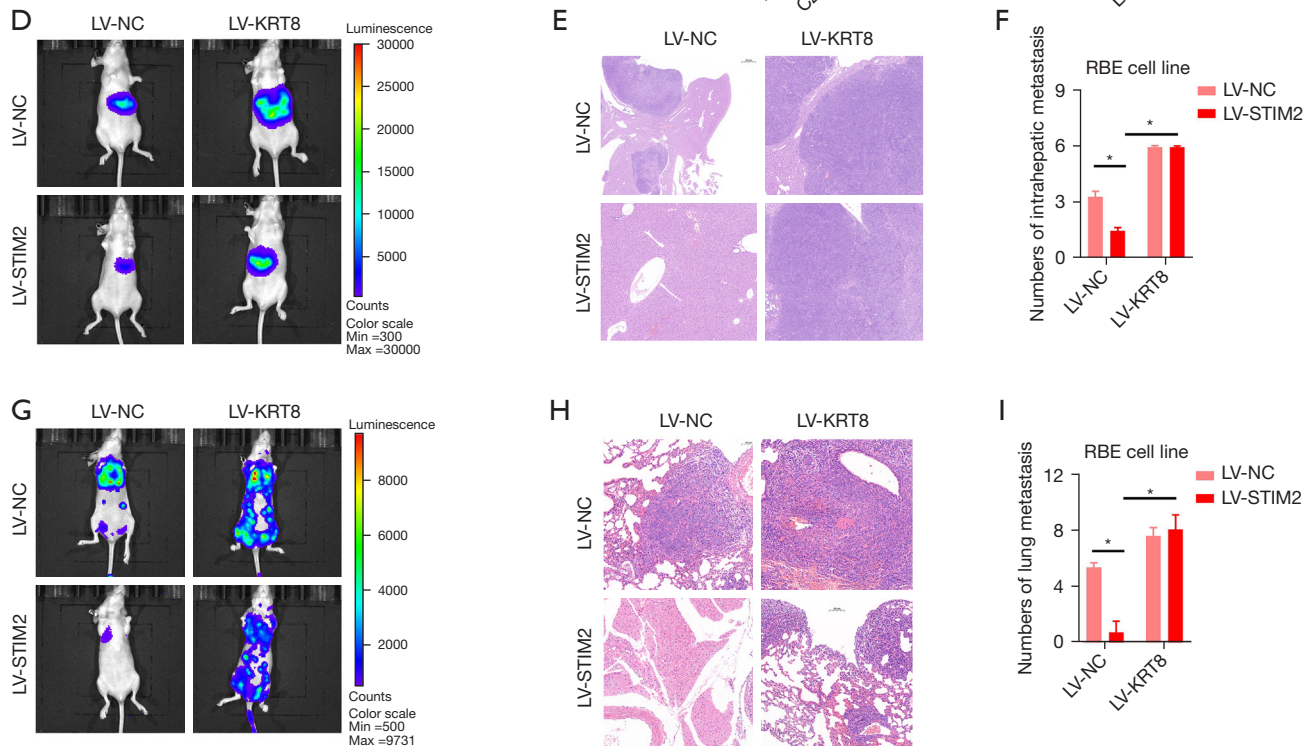 D
LV-NC
LV-KRT8
Luminescence
LV-NC
LV-STIM2
30000
25000
20000
15000
10000
5000
Counts
Color scale
Min =300
Max =30000
E
LV-NC
LV-KRT8
LV-NC
LV-STIM2
F
RBE cell line
Numbers of intrahepatic metastasis
9
6
3
0
*
*
LV-NC
LV-KRT8
LV-NC
LV-STIM2
G
LV-NC
LV-KRT8
Luminescence
LV-NC
LV-STIM2
8000
6000
4000
2000
Counts
Color scale
Min =500
Max =9731
H
LV-NC
LV-KRT8
LV-NC
LV-STIM2
I
RBE cell line
Numbers of lung metastasis
12
8
4
0
*
*
LV-NC
LV-KRT8
LV-NC
LV-STIM2